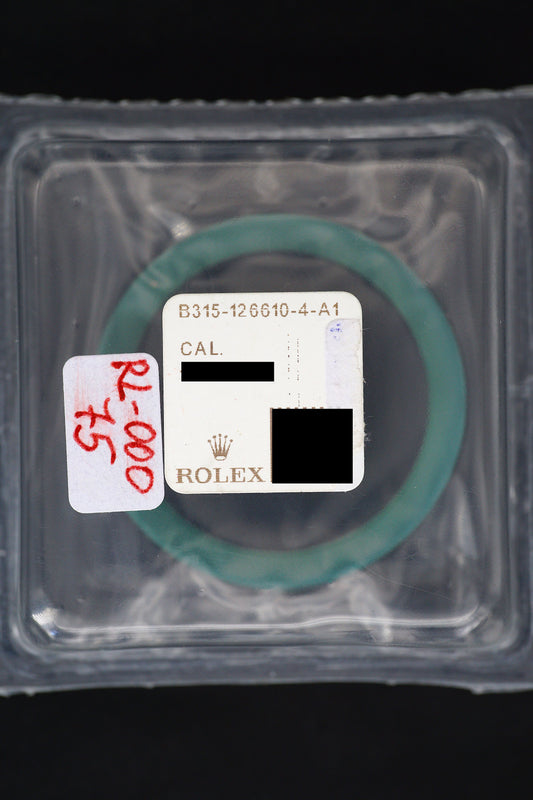 B315-126610-4-A1
CAL.
ROLEX
RL-000
75